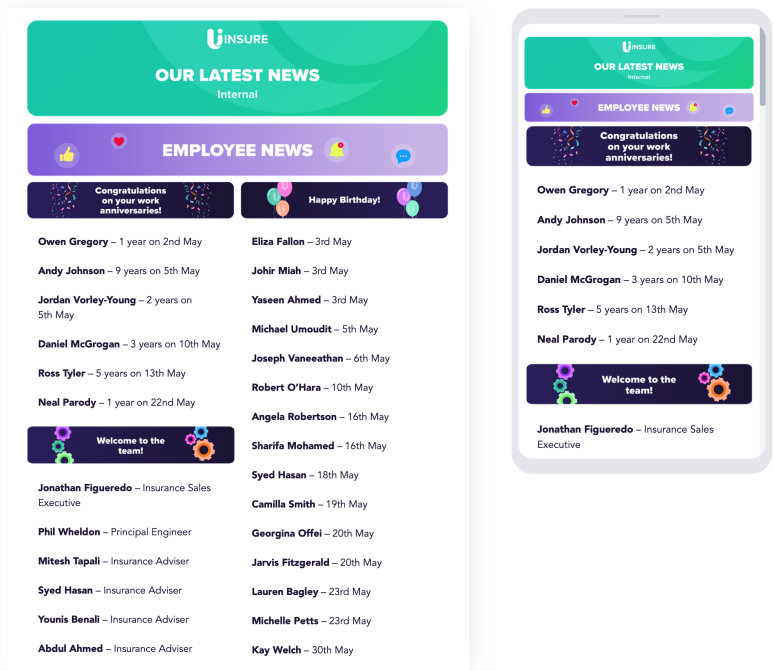 Uinsure
OUR LATEST NEWS
Internal
EMPLOYEE NEWS
Congratulations
on your work
anniversaries!
Owen Gregory – 1 year on 2nd May
Andy Johnson – 9 years on 5th May
Jordan Vorley-Young – 2 years on
5th May
Daniel McGrogan – 3 years on 10th May
Ross Tyler – 5 years on 13th May
Neal Parody – 1 year on 22nd May
Welcome to the
team!
Jonathan Figueredo – Insurance Sales
Executive
Phil Wheldon – Principal Engineer
Mitesh Tapali – Insurance Adviser
Syed Hasan – Insurance Adviser
Younis Benali – Insurance Adviser
Abdul Ahmed – Insurance Adviser
Happy Birthday!
Eliza Fallon – 3rd May
Johir Miah – 3rd May
Yaseen Ahmed – 3rd May
Michael Umoudit – 5th May
Joseph Vaneeathan – 6th May
Robert O’Hara – 10th May
Angela Robertson – 16th May
Sharifa Mohamed – 16th May
Syed Hasan – 18th May
Camilla Smith – 19th May
Georgina Offei – 20th May
Jarvis Fitzgerald – 20th May
Lauren Bagley – 23rd May
Michelle Petts – 23rd May
Kay Welch – 30th May
Uinsure
OUR LATEST NEWS
Internal
EMPLOYEE NEWS
Congratulations
on your work
anniversaries!
Owen Gregory – 1 year on 2nd May
Andy Johnson – 9 years on 5th May
Jordan Vorley-Young – 2 years on 5th May
Daniel McGrogan – 3 years on 10th May
Ross Tyler – 5 years on 13th May
Neal Parody – 1 year on 22nd May
Welcome to the
team!
Jonathan Figueredo – Insurance Sales
Executive